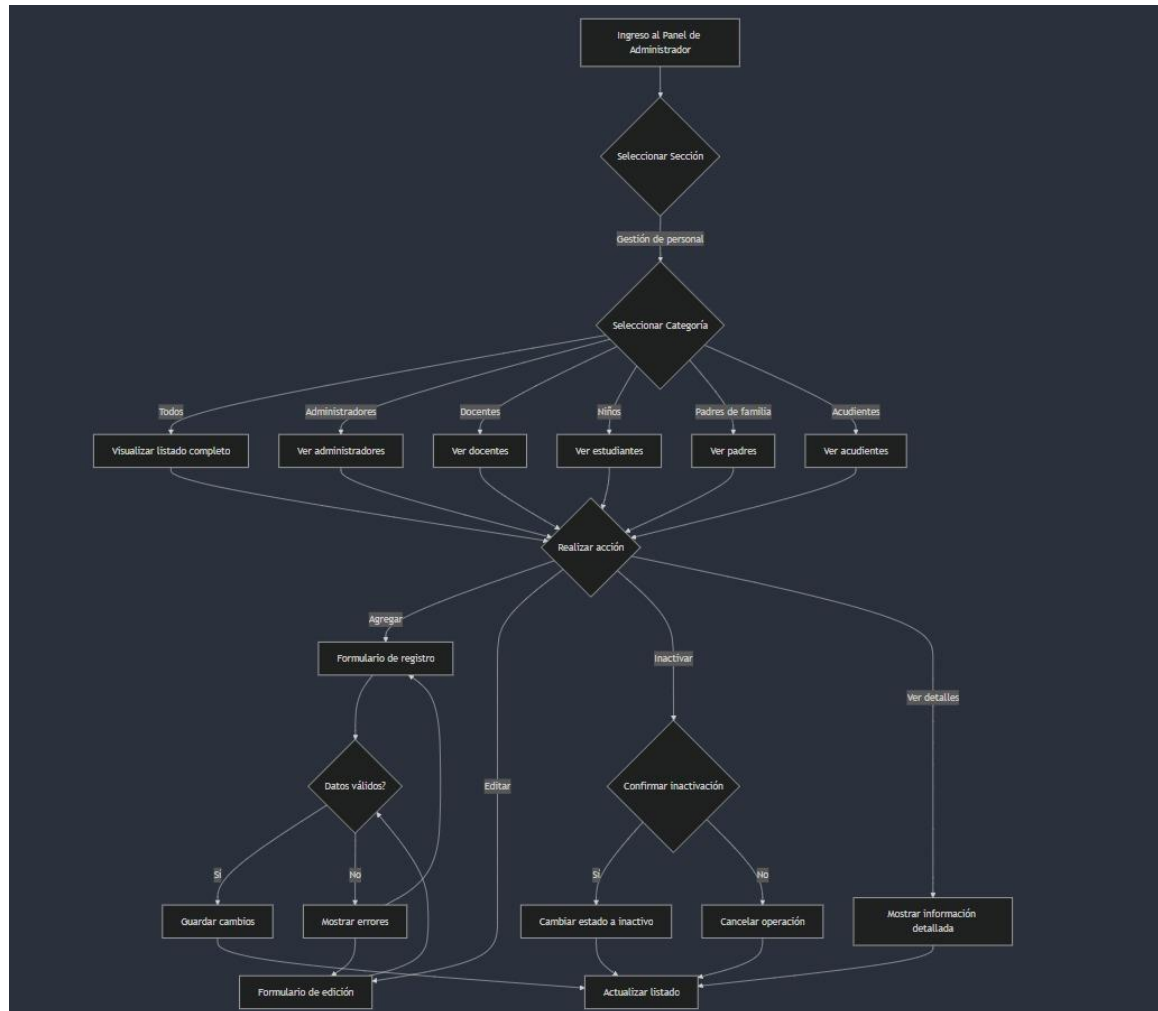 Ingreso al Panel de
Administrador
Seleccionar Sección
Gestión de personal
Seleccionar Categoría
Todos
Administradores
Docentes
Niños
Padres de familia
Acudientes
Visualizar listado completo
Ver administradores
Ver docentes
Ver estudiantes
Ver padres
Ver acudientes
Realizar acción
Agregar
Formulario de registro
Inactivar
Ver detalles
Datos válidos?
Editar
Confirmar inactivación
Sí
No
Sí
No
Guardar cambios
Mostrar errores
Cambiar estado a inactivo
Cancelar operación
Mostrar información
detallada
Formulario de edición
Actualizar listado